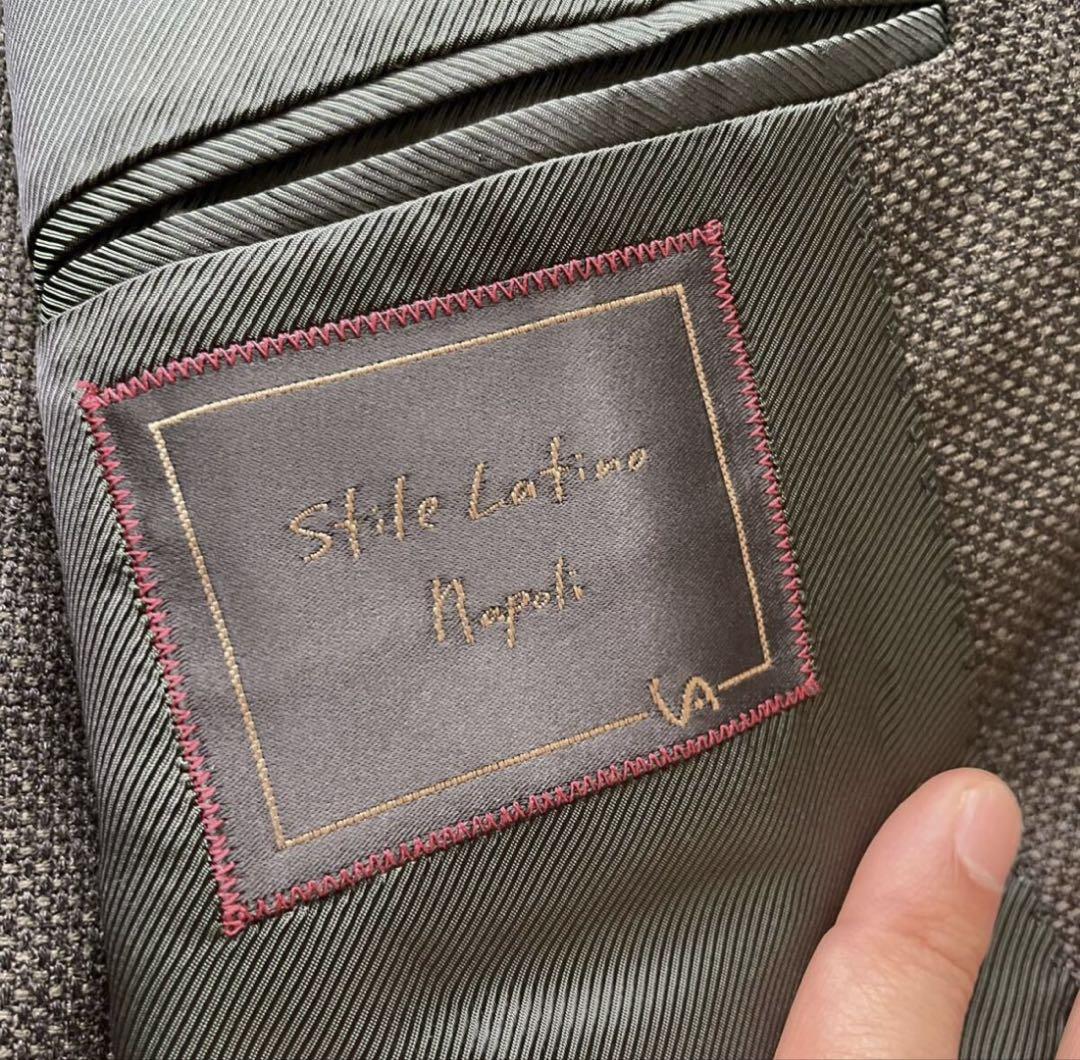 Stile Latino
Napoli
VA